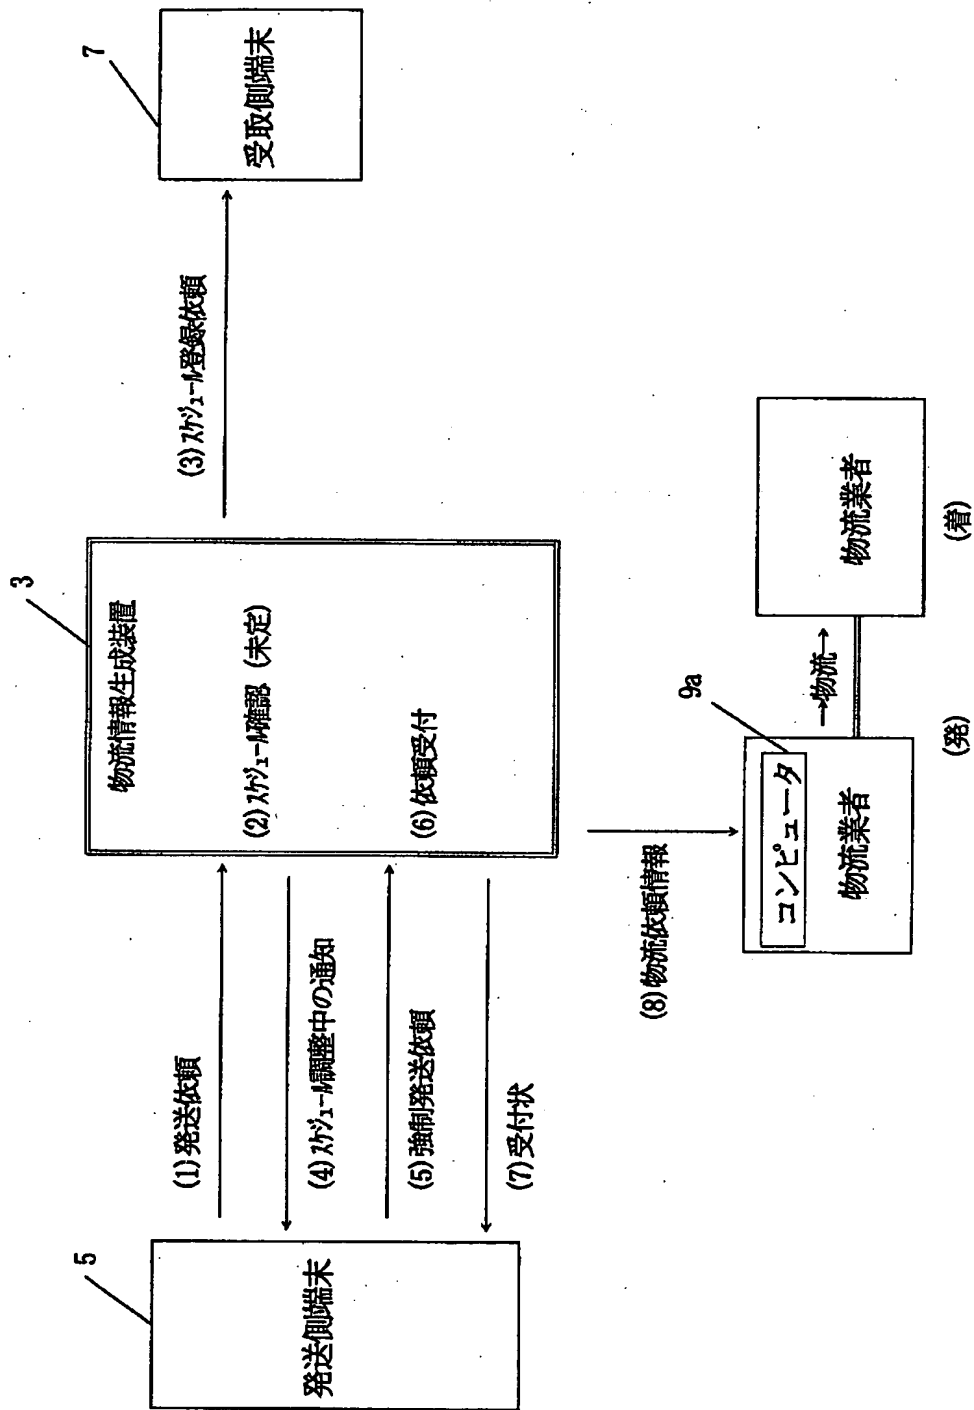 5
発送側端末
(1)発送依頼
(4)ｽｹｼﾞｭｰﾙ調整中の通知
(5)強制発送依頼
(7)受付状
3
物流情報生成装置
(2)ｽｹｼﾞｭｰﾙ確認（未定）
(6)依頼受付
(3)ｽｹｼﾞｭｰﾙ登録依頼
7
受取側端末
(8)物流依頼情報
9a
コンピュータ
物流業者
→物流→
物流業者
(発)
(着)